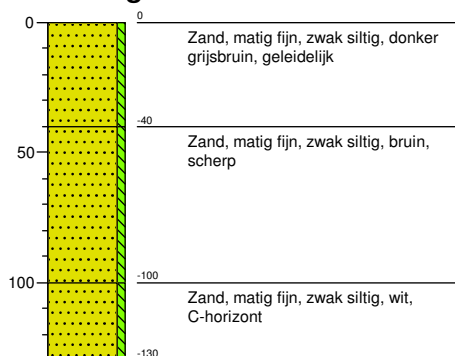 0
0
Zand, matig fijn, zwak siltig, donker
grijsbruin, geleidelijk
-40
Zand, matig fijn, zwak siltig, bruin,
scherp
50
-100
100
Zand, matig fijn, zwak siltig, wit,
C-horizont
-130